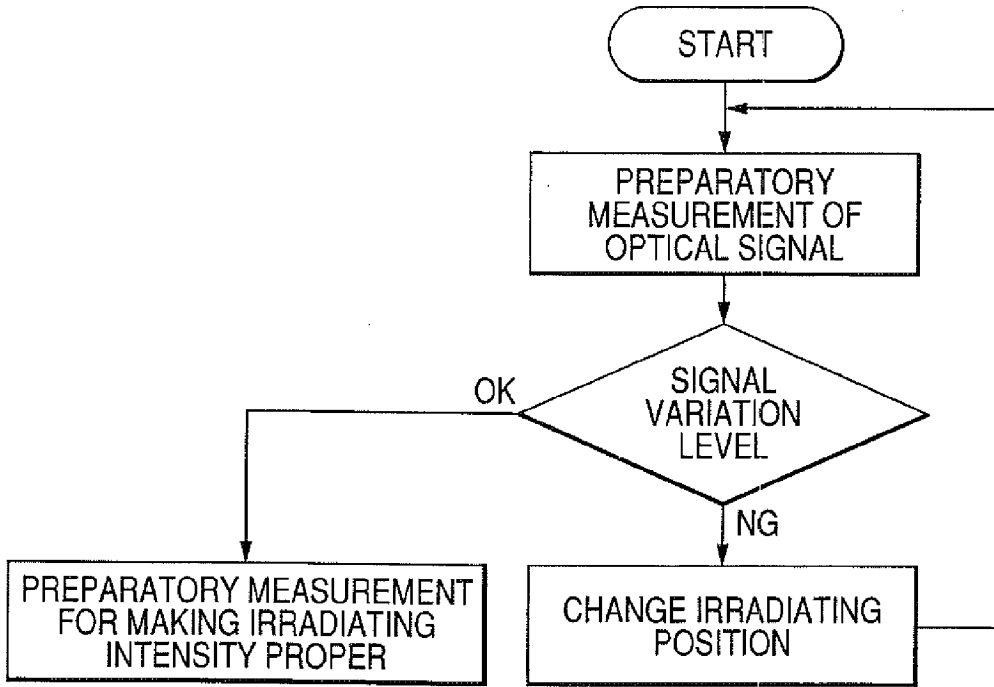 START
PREPARATORY
MEASUREMENT OF
OPTICAL SIGNAL
SIGNAL
VARIATION
LEVEL
OK
NG
PREPARATORY MEASUREMENT
FOR MAKING IRRADIATING
INTENSITY PROPER
CHANGE IRRADIATING
POSITION